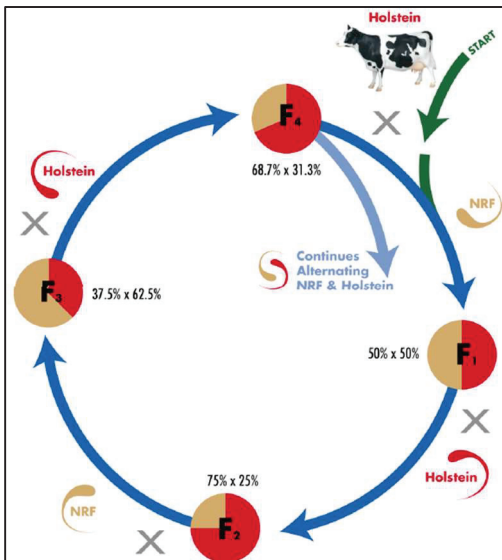 Holstein
START
X
NRF
F1
50% x 50%
X
Holstein
75% x 25%
F2
X
NRF
F3
37.5% x 62.5%
X
Holstein
F4
68.7% x 31.3%
Continues
Alternating
NRF & Holstein